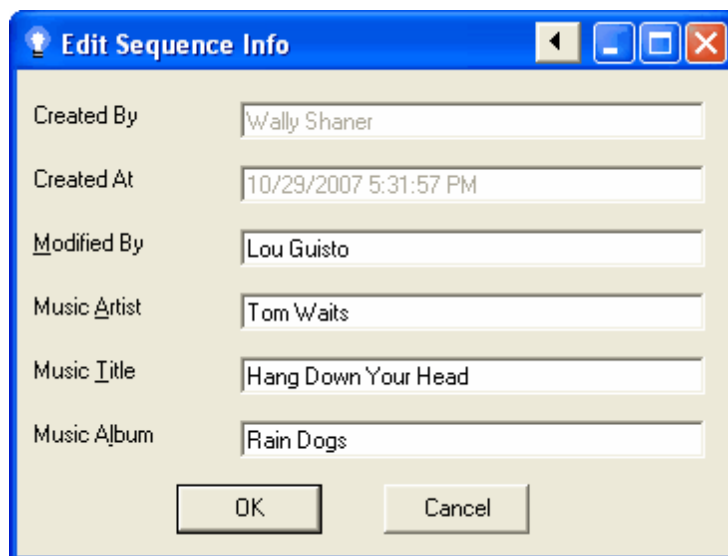 Edit Sequence Info
Created By Wally Shaner
Created At 10/29/2007 5:31:57 PM
Modified By Lou Guisto
Music Artist Tom Waits
Music Title Hang Down Your Head
Music Album Rain Dogs
OK Cancel